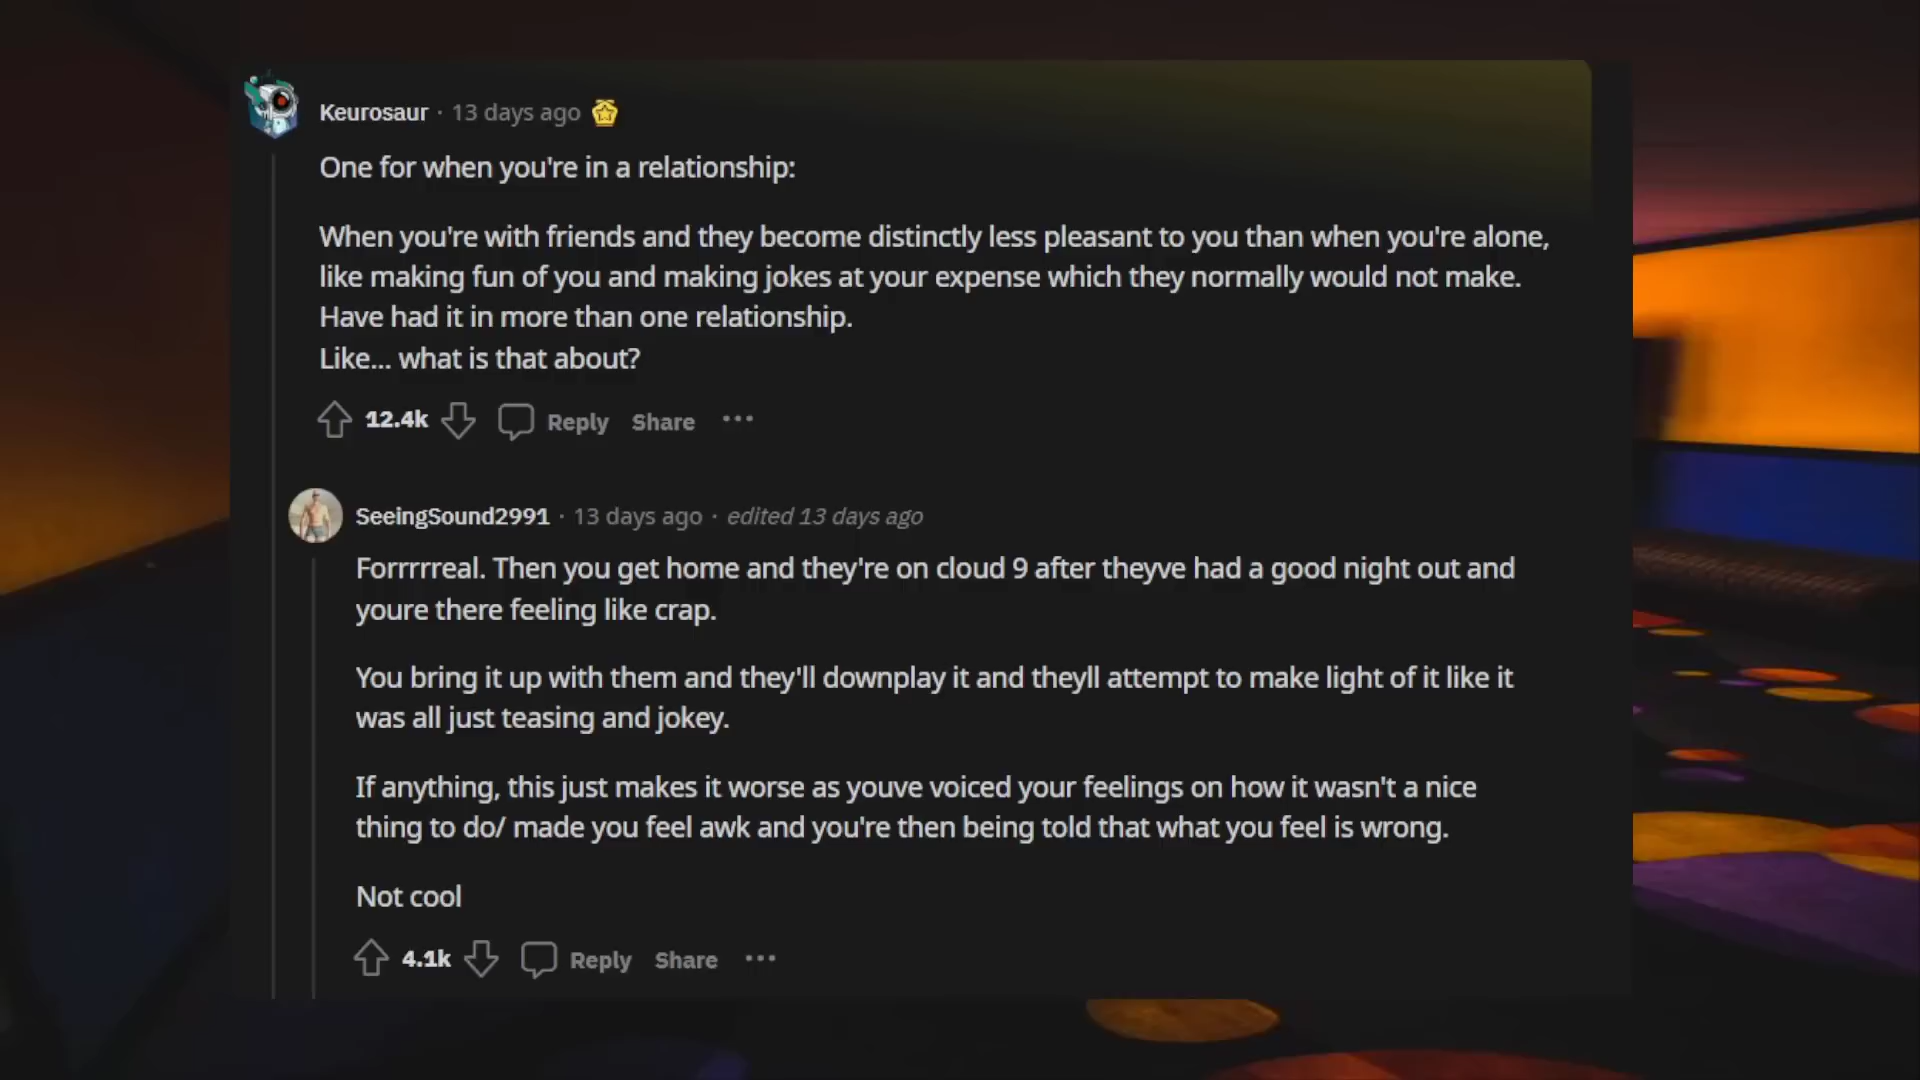 Keurosaur · 13 days ago
One for when you're in a relationship:
When you're with friends and they become distinctly less pleasant to you than when you're alone,
like making fun of you and making jokes at your expense which they normally would not make.
Have had it in more than one relationship.
Like... what is that about?
12.4k Reply Share ···
SeeingSound2991 · 13 days ago · edited 13 days ago
Forrrrreal. Then you get home and they're on cloud 9 after theyve had a good night out and
youre there feeling like crap.
You bring it up with them and they'll downplay it and theyll attempt to make light of it like it
was all just teasing and jokey.
If anything, this just makes it worse as youve voiced your feelings on how it wasn't a nice
thing to do/ made you feel awk and you're then being told that what you feel is wrong.
Not cool
4.1k Reply Share ···